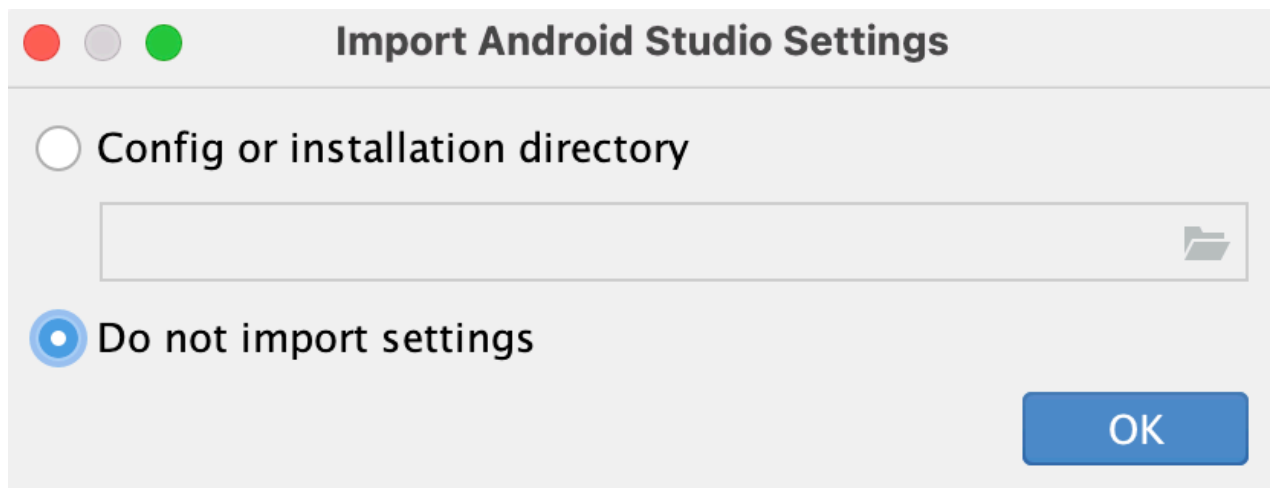 Import Android Studio Settings
Config or installation directory
Do not import settings
OK